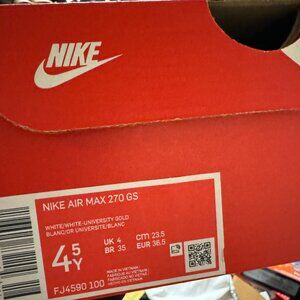 NIKE
NIKE AIR MAX 270 GS
WHITE/WHITE-UNIVERSITY GOLD
BLANC/OR UNIVERSITE/BLANC
4.5Y
UK 4 cm 23.5
BR 35 EUR 36.5
FJ4590 100
MADE IN VIETNAM